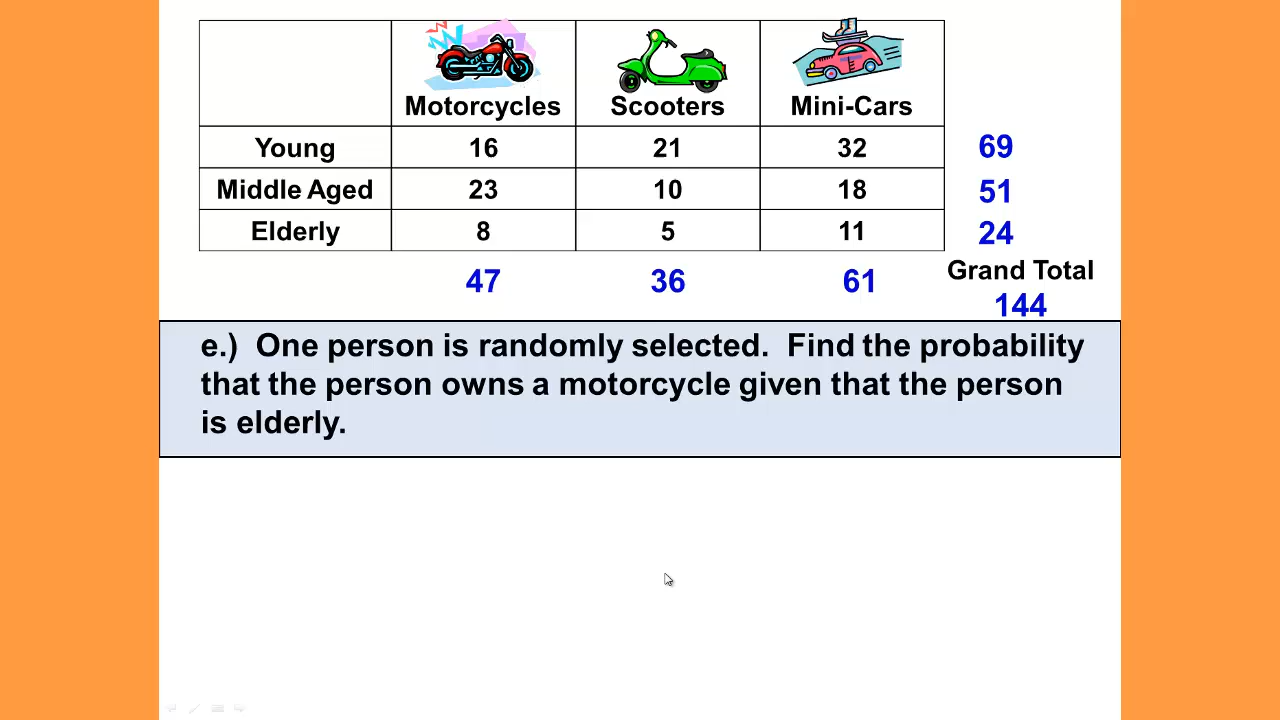 Motorcycles Scooters Mini-Cars
Young 16 21 32 69
Middle Aged 23 10 18 51
Elderly 8 5 11 24
47 36 61 Grand Total
144
e.) One person is randomly selected. Find the probability
that the person owns a motorcycle given that the person
is elderly.